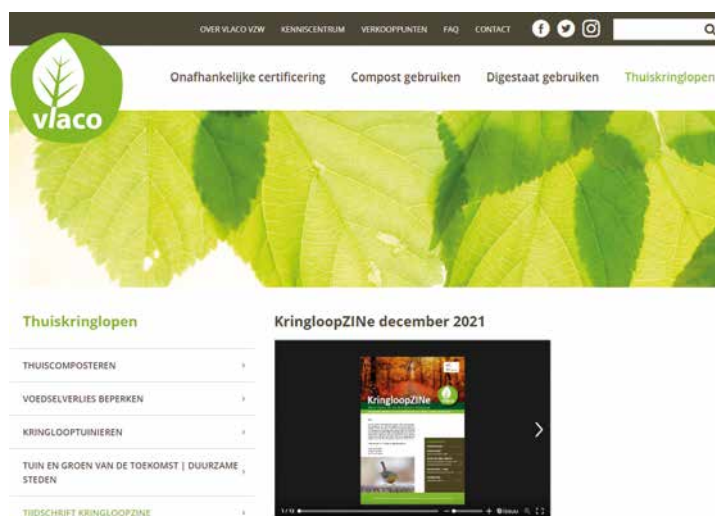 OVER VLACO VZW KENNISCENTRUM VERKOOPPUNTEN FAQ CONTACT
vlaco
Onafhankelijke certificering Compost gebruiken Digestaat gebruiken Thuiskringlopen
Thuiskringlopen
THUISCOMPOSTEREN
VOEDSELVERLIES BEPERKEN
KRINGLOOPTUINIEREN
TUIN EN GROEN VAN DE TOEKOMST | DUURZAME
STEDEN
TIJDSCHRIFT KRINGLOOPZINE
KringloopZINe december 2021
KringloopZINe
vlaco